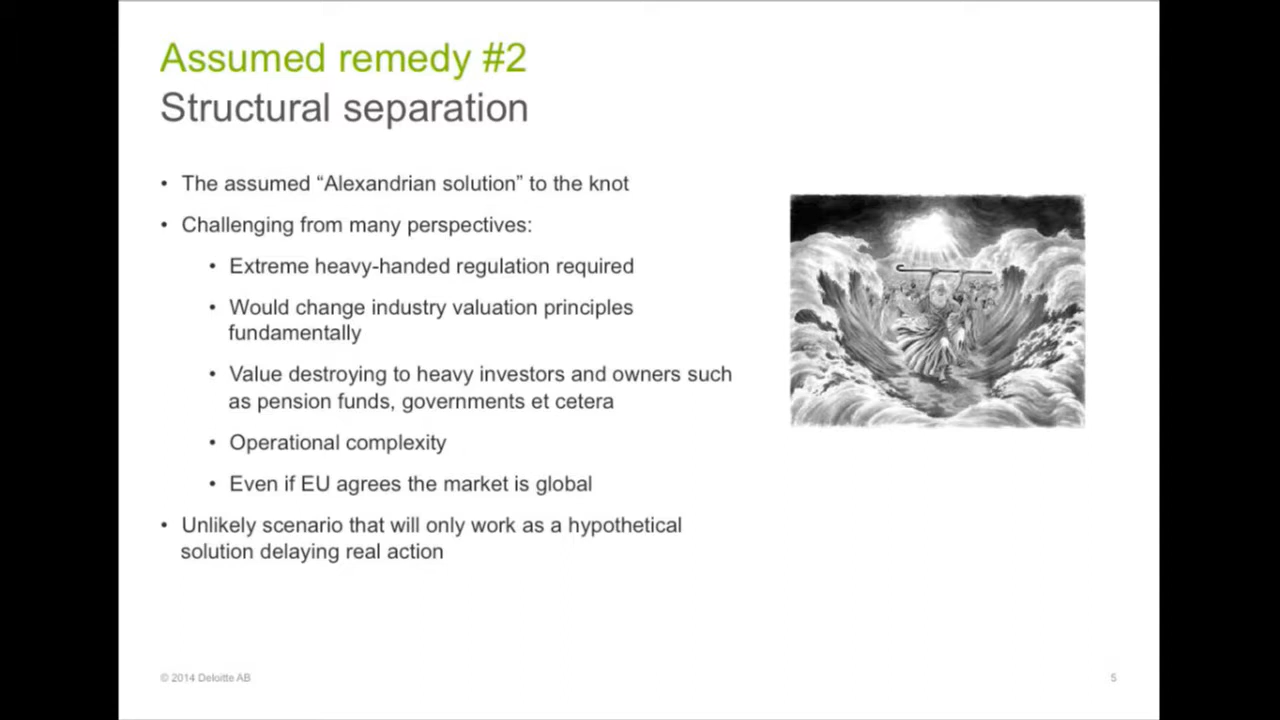 Assumed remedy #2
Structural separation
• The assumed “Alexandrian solution” to the knot
• Challenging from many perspectives:
• Extreme heavy-handed regulation required
• Would change industry valuation principles
fundamentally
• Value destroying to heavy investors and owners such
as pension funds, governments et cetera
• Operational complexity
• Even if EU agrees the market is global
• Unlikely scenario that will only work as a hypothetical
solution delaying real action
© 2014 Deloitte AB
5